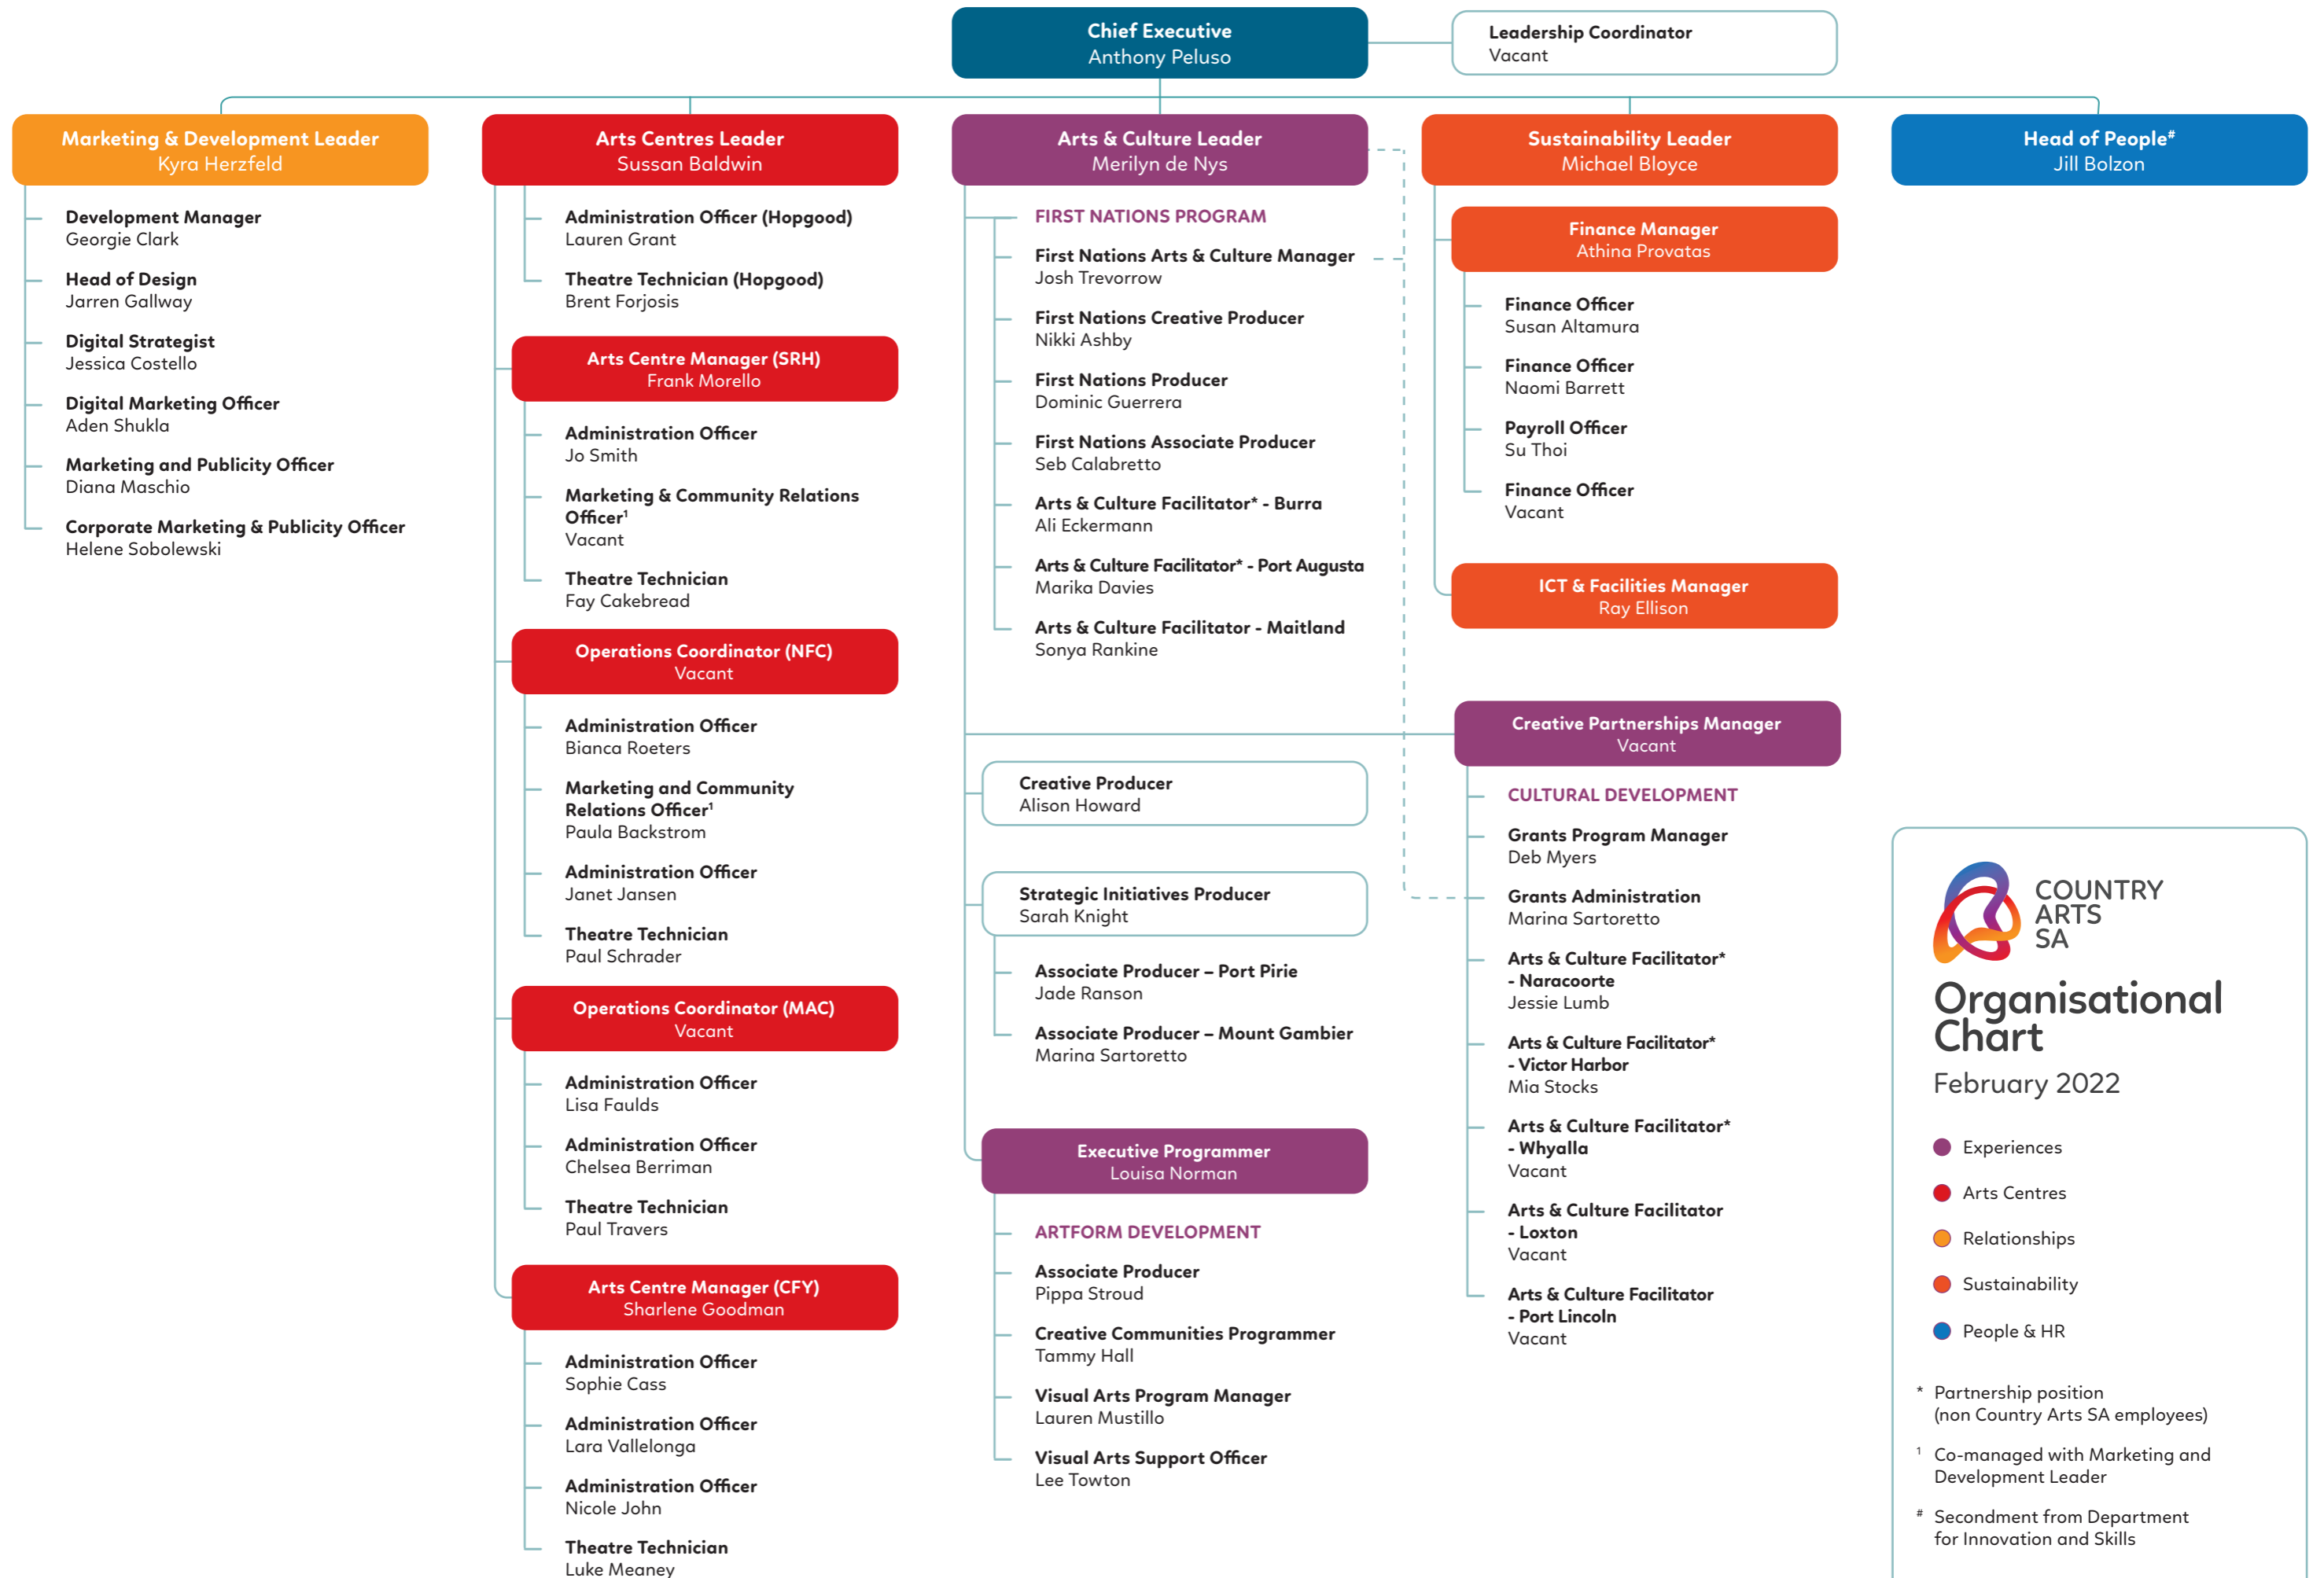 Chief Executive
Anthony Peluso
Leadership Coordinator
Vacant
Marketing & Development Leader
Kyra Herzfeld
Development Manager
Georgie Clark
Head of Design
Jarren Gallway
Digital Strategist
Jessica Costello
Digital Marketing Officer
Aden Shukla
Marketing and Publicity Officer
Diana Maschio
Corporate Marketing & Publicity Officer
Helene Sobolewski
Arts Centres Leader
Sussan Baldwin
Administration Officer (Hopgood)
Lauren Grant
Theatre Technician (Hopgood)
Brent Forjosis
Arts Centre Manager (SRH)
Frank Morello
Administration Officer
Jo Smith
Marketing & Community Relations
Officer¹
Vacant
Theatre Technician
Fay Cakebread
Operations Coordinator (NFC)
Vacant
Administration Officer
Bianca Roeters
Marketing and Community
Relations Officer¹
Paula Backstrom
Administration Officer
Janet Jansen
Theatre Technician
Paul Schrader
Operations Coordinator (MAC)
Vacant
Administration Officer
Lisa Faulds
Administration Officer
Chelsea Berriman
Theatre Technician
Paul Travers
Arts Centre Manager (CFY)
Sharlene Goodman
Administration Officer
Sophie Cass
Administration Officer
Lara Vallelonga
Administration Officer
Nicole John
Theatre Technician
Luke Meaney
Arts & Culture Leader
Merilyn de Nys
FIRST NATIONS PROGRAM
First Nations Arts & Culture Manager
Josh Trevorrow
First Nations Creative Producer
Nikki Ashby
First Nations Producer
Dominic Guerrera
First Nations Associate Producer
Seb Calabretto
Arts & Culture Facilitator* - Burra
Ali Eckermann
Arts & Culture Facilitator* - Port Augusta
Marika Davies
Arts & Culture Facilitator - Maitland
Sonya Rankine
Creative Producer
Alison Howard
Strategic Initiatives Producer
Sarah Knight
Associate Producer – Port Pirie
Jade Ranson
Associate Producer – Mount Gambier
Marina Sartoretto
Executive Programmer
Louisa Norman
ARTFORM DEVELOPMENT
Associate Producer
Pippa Stroud
Creative Communities Programmer
Tammy Hall
Visual Arts Program Manager
Lauren Mustillo
Visual Arts Support Officer
Lee Towton
Sustainability Leader
Michael Bloyce
Finance Manager
Athina Provatas
Finance Officer
Susan Altamura
Finance Officer
Naomi Barrett
Payroll Officer
Su Thoi
Finance Officer
Vacant
ICT & Facilities Manager
Ray Ellison
Creative Partnerships Manager
Vacant
CULTURAL DEVELOPMENT
Grants Program Manager
Deb Myers
Grants Administration
Marina Sartoretto
Arts & Culture Facilitator*
- Naracoorte
Jessie Lumb
Arts & Culture Facilitator*
- Victor Harbor
Mia Stocks
Arts & Culture Facilitator*
- Whyalla
Vacant
Arts & Culture Facilitator
- Loxton
Vacant
Arts & Culture Facilitator
- Port Lincoln
Vacant
Head of People#
Jill Bolzon
COUNTRY
ARTS
SA
Organisational
Chart
February 2022
Experiences
Arts Centres
Relationships
Sustainability
People & HR
* Partnership position
(non Country Arts SA employees)
¹ Co-managed with Marketing and
Development Leader
# Secondment from Department
for Innovation and Skills